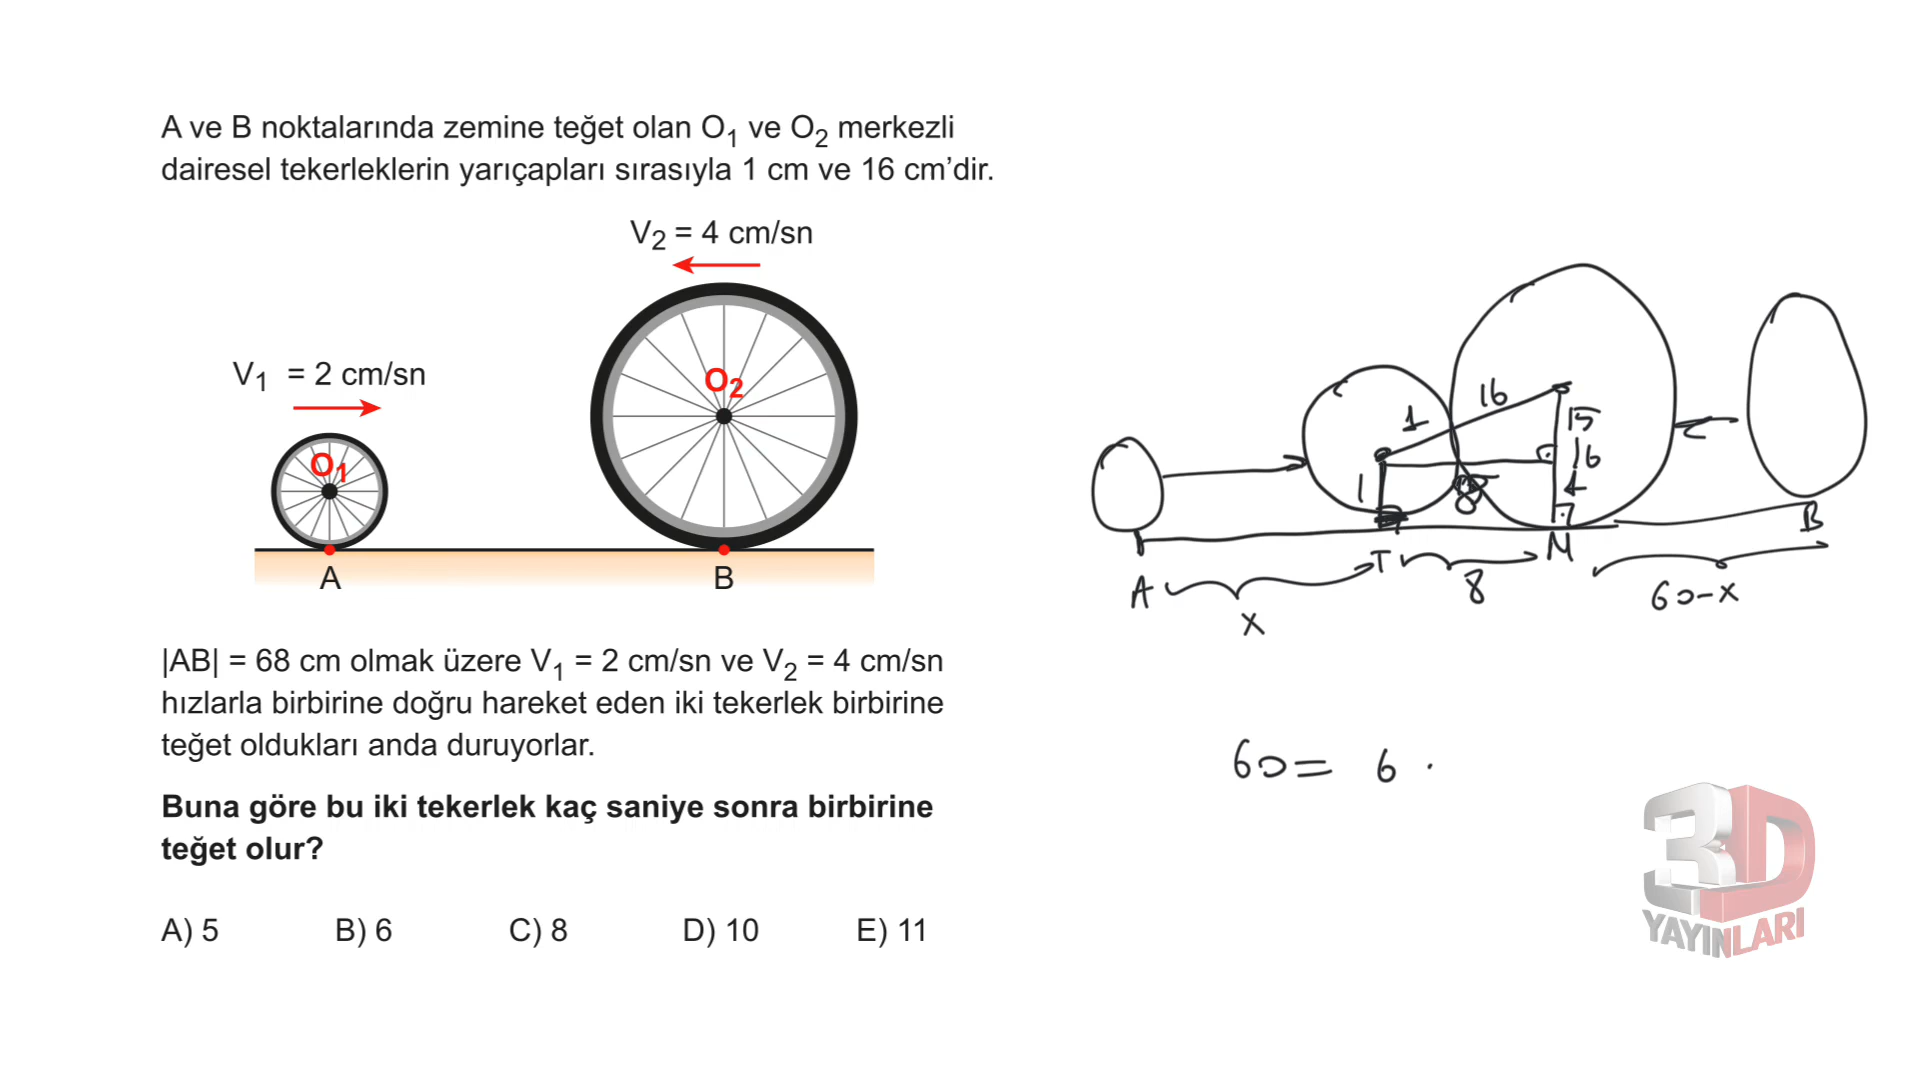 A ve B noktalarında zemine teğet olan O₁ ve O₂ merkezli
dairesel tekerleklerin yarıçapları sırasıyla 1 cm ve 16 cm’dir.
V₂ = 4 cm/sn
V₁ = 2 cm/sn
O₂
O₁
A
B
|AB| = 68 cm olmak üzere V₁ = 2 cm/sn ve V₂ = 4 cm/sn
hızlarla birbirine doğru hareket eden iki tekerlek birbirine
teğet oldukları anda duruyorlar.
Buna göre bu iki tekerlek kaç saniye sonra birbirine
teğet olur?
A) 5 B) 6 C) 8 D) 10 E) 11
16
1
15
16
1
1
8
B
A
T
M
x
8
60-x
60= 6 .
3D
YAYINLARI